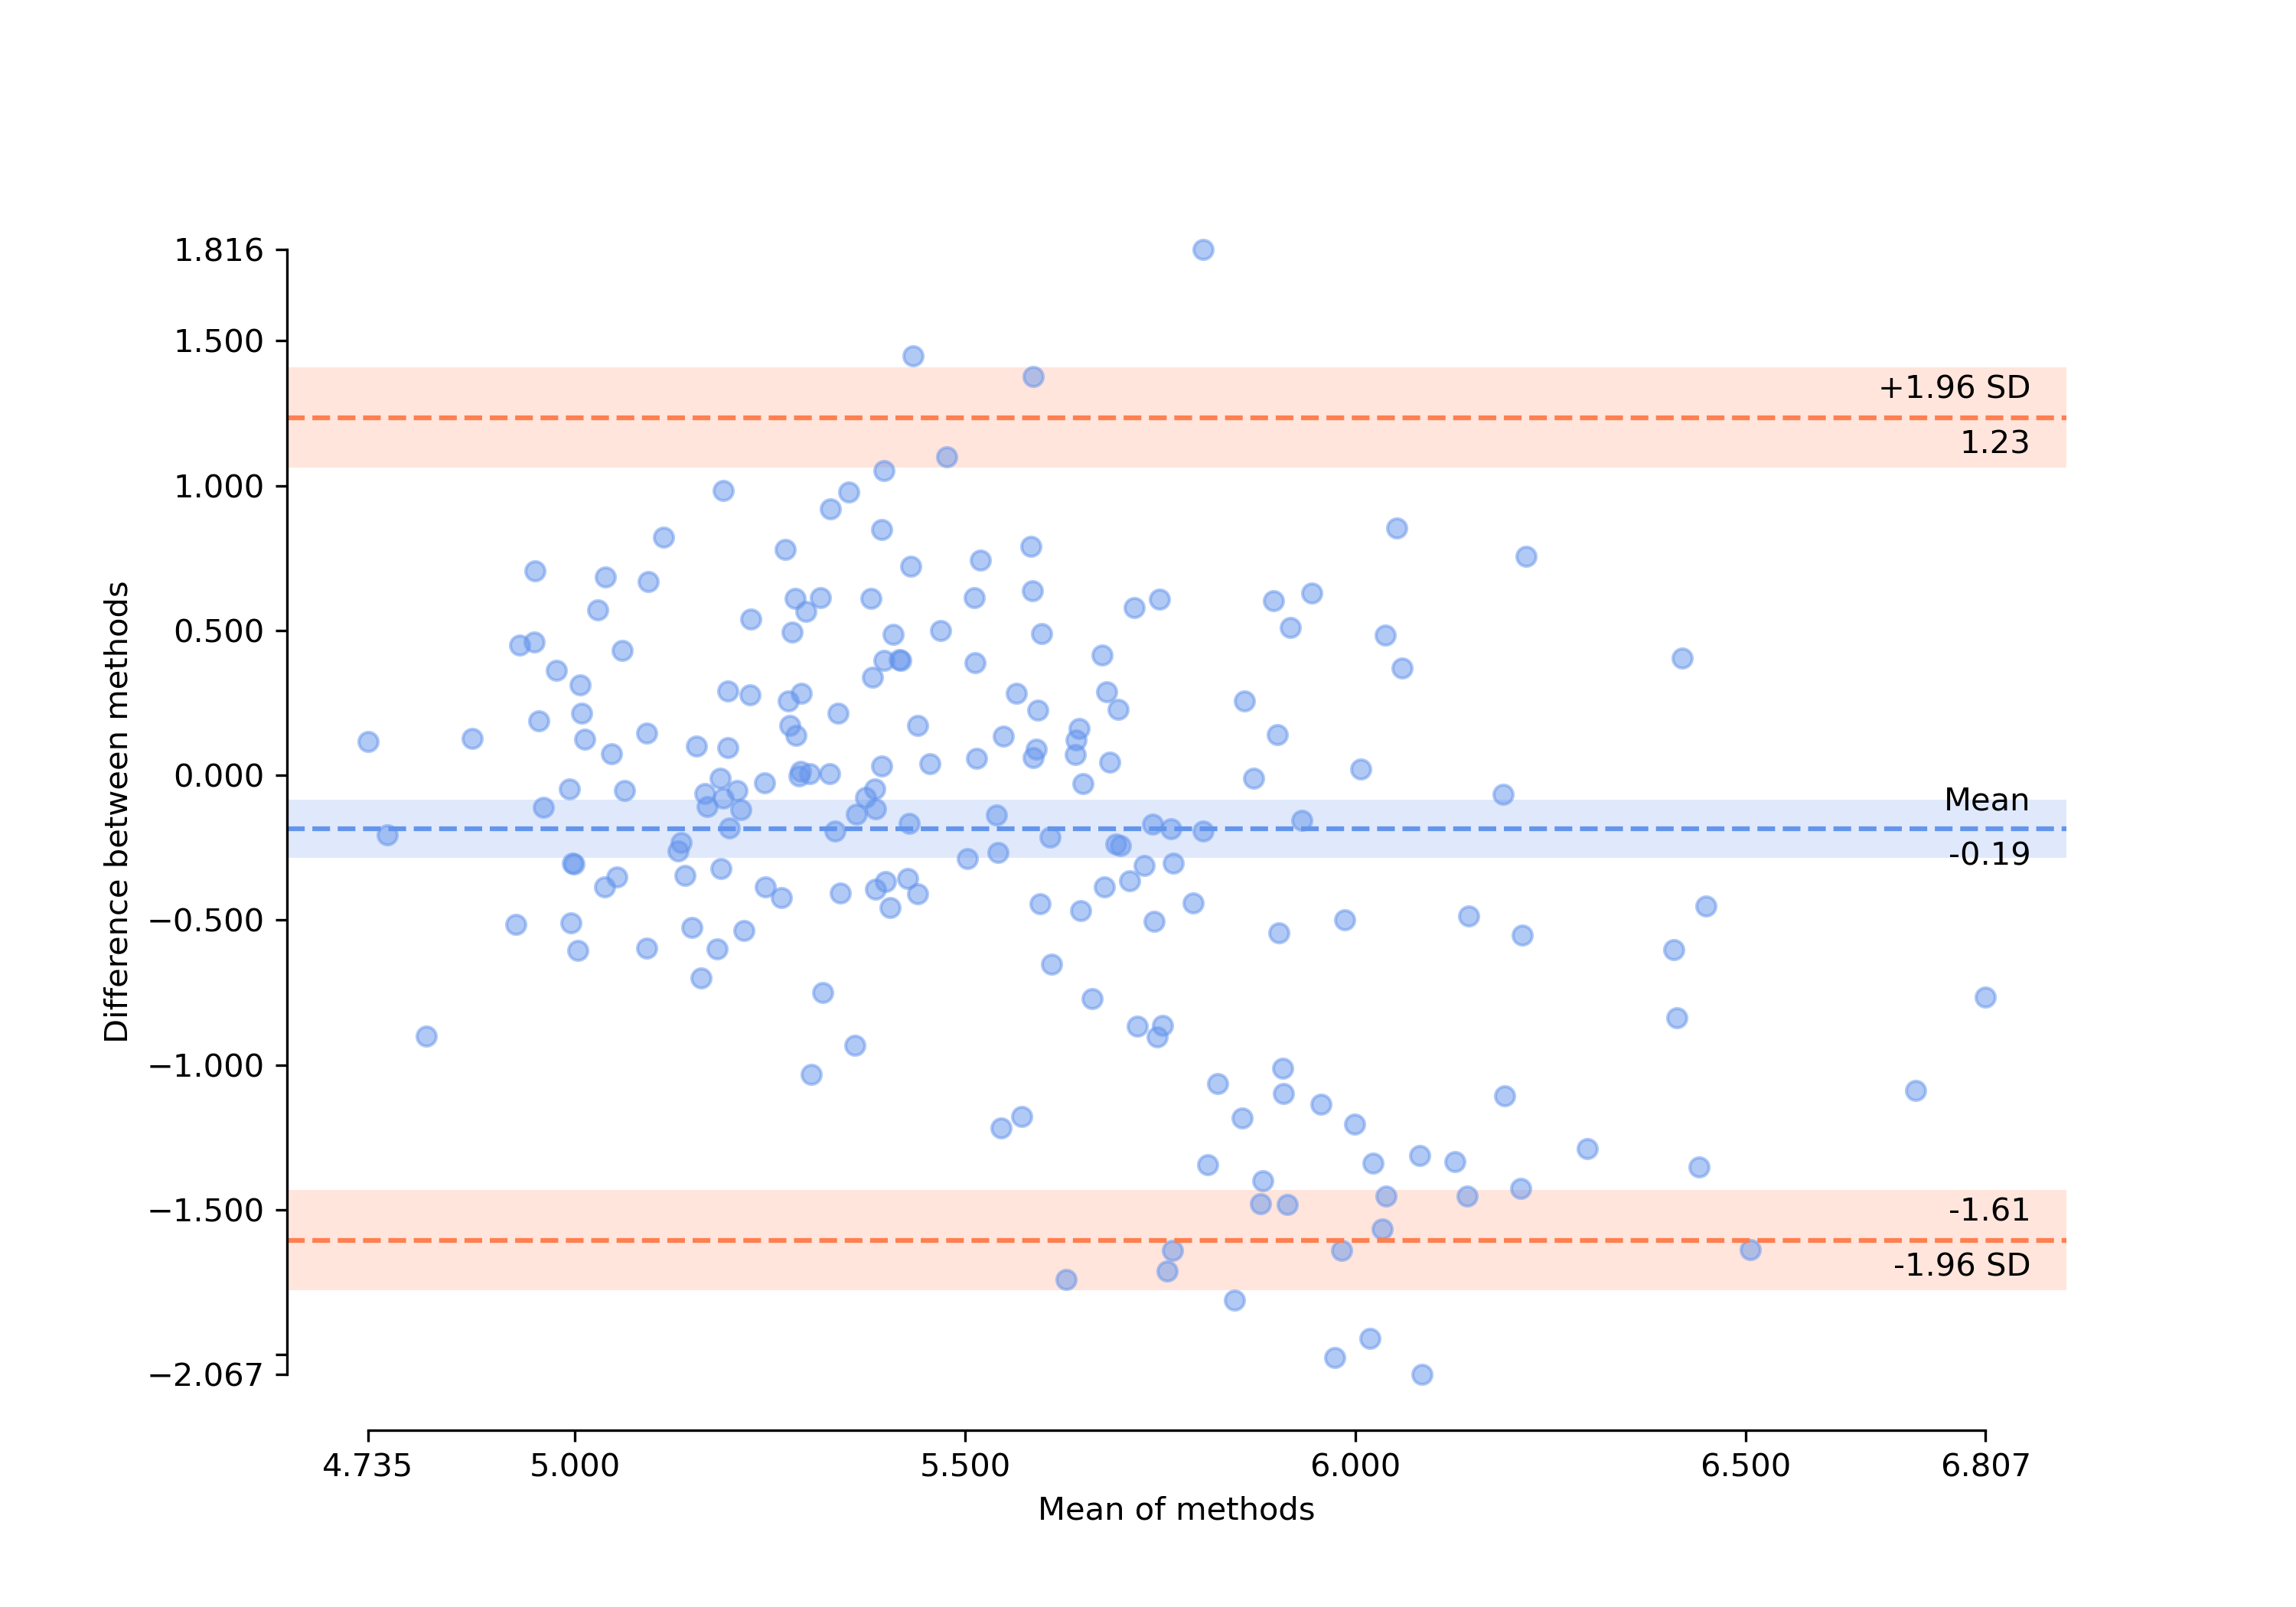 1.816
1.500
+1.96 SD
1.23
1.000
0.500
0.000
Mean
-0.19
−0.500
−1.000
−1.500
-1.61
-1.96 SD
−2.067
Difference between methods
4.735 5.000 5.500 6.000 6.500 6.807
Mean of methods